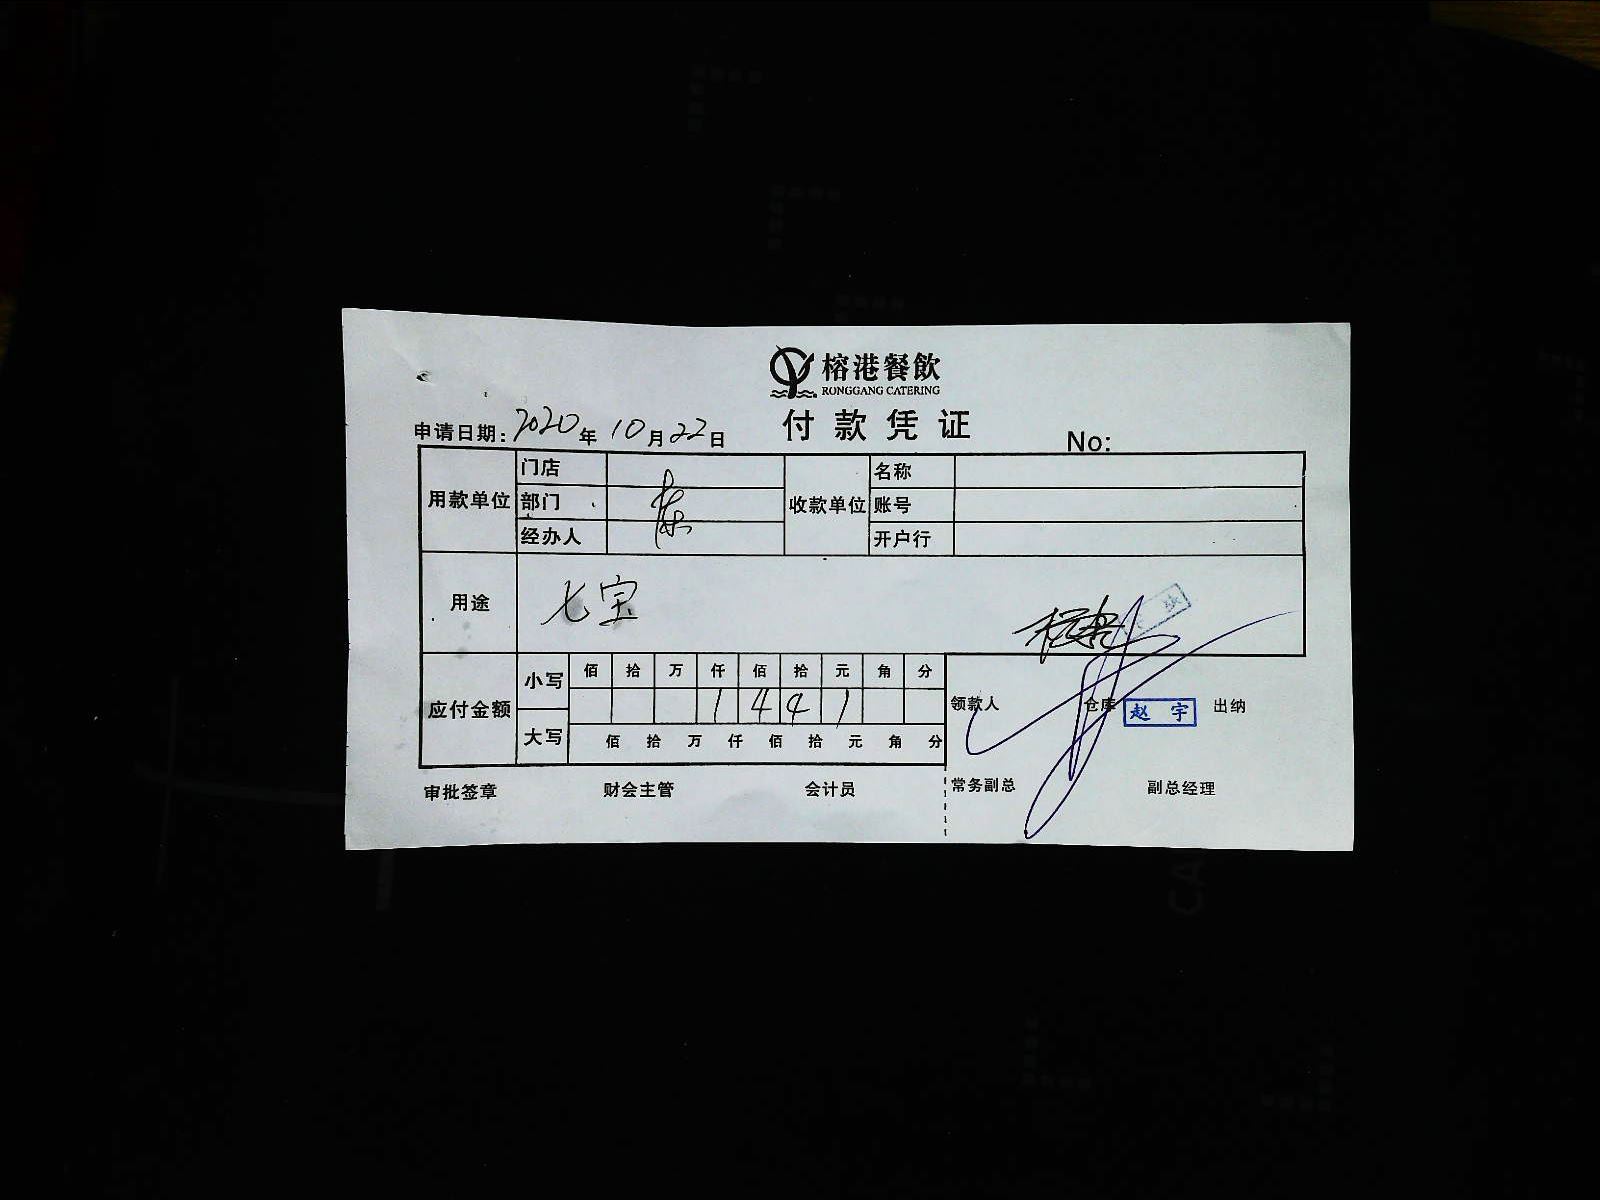 榕港餐飲
RONGGANG CATERING
付款凭证
申请日期:2020年10月22日 No:
用款单位 门店 收款单位 名称
部门 账号
经办人 开户行
用途 七宝
应付金额 小写 佰 拾 万 仟 佰 拾 元 角 分
1 4 4 1
大写 佰 拾 万 仟 佰 拾 元 角 分
领款人 仓库 赵宇 出纳
审批签章 财会主管 会计员 常务副总 副总经理